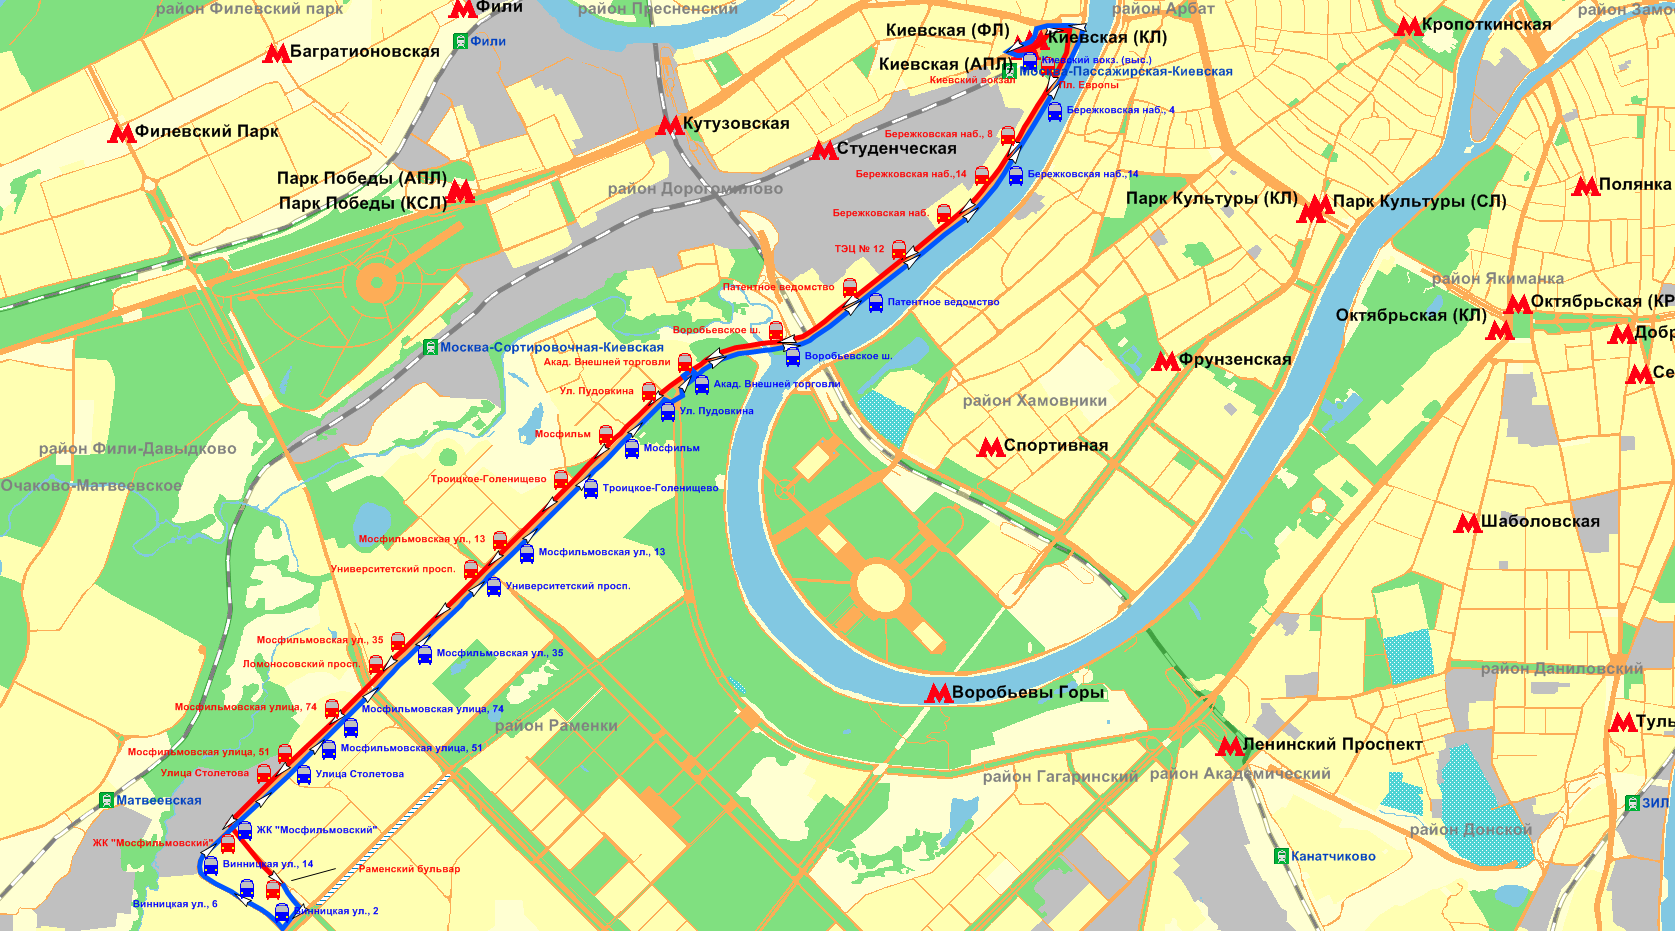 район Филевский парк
Фили
район Пресненский
район Арбат
район Замо
Кропоткинская
Багратионовская
Фили
Киевская (ФЛ)
Киевская (КЛ)
Киевская (АПЛ)
Киевский вокз. (выс.)
Москва-Пассажирская-Киевская
Киевский вокзал
Пл. Европы
Бережковская наб., 4
Филевский Парк
Кутузовская
Бережковская наб., 8
Студенческая
Парк Победы (АПЛ)
Парк Победы (КСЛ)
район Дорогомилово
Бережковская наб.,14
Бережковская наб.,14
Полянка
Парк Культуры (КЛ)
Парк Культуры (СЛ)
Бережковская наб.
ТЭЦ № 12
район Якиманка
Патентное ведомство
Патентное ведомство
Октябрьская (КР
Октябрьская (КЛ)
Добр
Воробьевское ш.
Воробьевское ш.
Москва-Сортировочная-Киевская
Акад. Внешней торговли
Акад. Внешней торговли
Фрунзенская
Се
Ул. Пудовкина
Ул. Пудовкина
район Хамовники
Мосфильм
Мосфильм
Спортивная
район Фили-Давыдково
Очаково-Матвеевское
Троицкое-Голенищево
Троицкое-Голенищево
Шаболовская
Мосфильмовская ул., 13
Мосфильмовская ул., 13
Университетский просп.
Университетский просп.
Мосфильмовская ул., 35
Мосфильмовская ул., 35
Ломоносовский просп.
район Даниловский
Воробьевы Горы
Мосфильмовская улица, 74
Мосфильмовская улица, 74
район Раменки
Туль
Мосфильмовская улица, 51
Мосфильмовская улица, 51
Ленинский Проспект
Улица Столетова
Улица Столетова
район Гагаринский
район Академический
Матвеевская
ЗИЛ
ЖК "Мосфильмовский"
ЖК "Мосфильмовский"
район Донской
Канатчиково
Винницкая ул., 14
Раменский бульвар
Винницкая ул., 6
Винницкая ул., 2